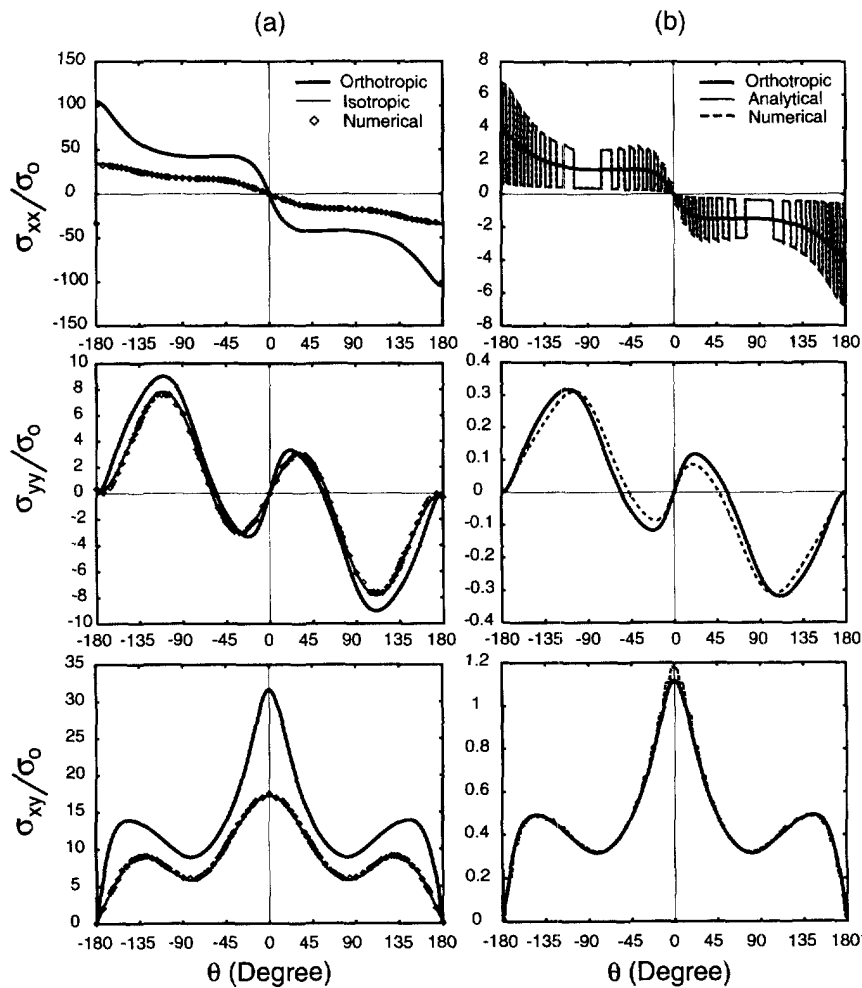 (a)
(b)
σxx/σo
150
100
50
0
-50
-100
-150
Orthotropic
Isotropic
Numerical
-180 -135 -90 -45 0 45 90 135 180
8
6
4
2
0
-2
-4
-6
-8
Orthotropic
Analytical
Numerical
-180 -135 -90 -45 0 45 90 135 180
σyy/σo
10
8
6
4
2
0
-2
-4
-6
-8
-10
-180 -135 -90 -45 0 45 90 135 180
0.4
0.3
0.2
0.1
0
-0.1
-0.2
-0.3
-0.4
-180 -135 -90 -45 0 45 90 135 180
σxy/σo
35
30
25
20
15
10
5
0
-180 -135 -90 -45 0 45 90 135 180
θ (Degree)
1.2
1
0.8
0.6
0.4
0.2
0
-180 -135 -90 -45 0 45 90 135 180
θ (Degree)